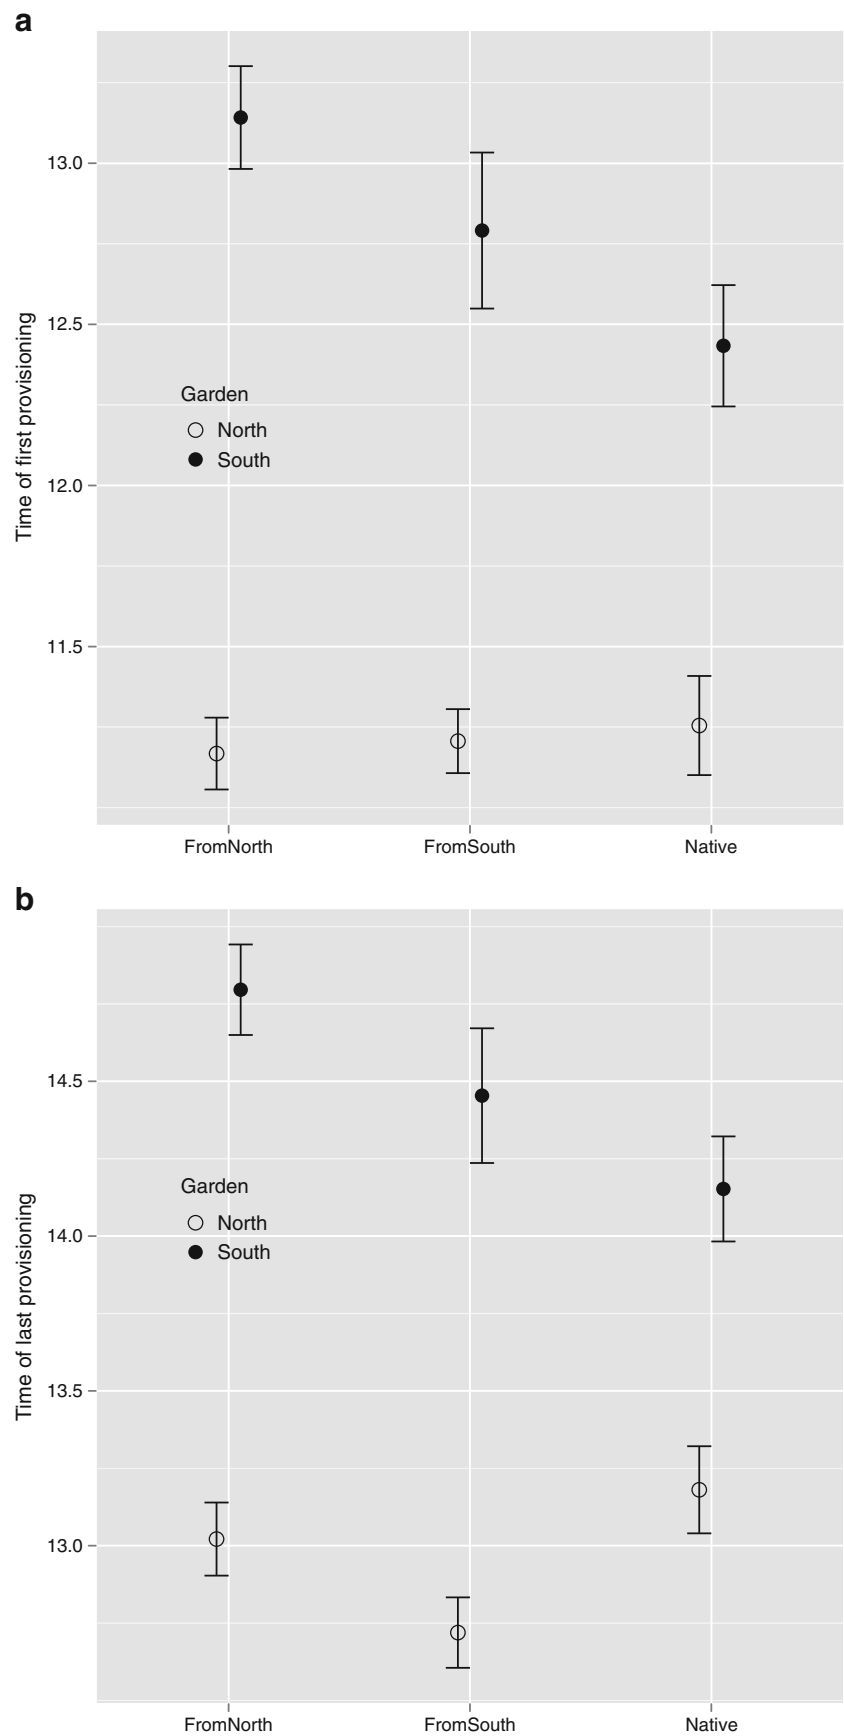 a
Time of first provisioning
13.0
12.5
12.0
11.5
Garden
North
South
FromNorth FromSouth Native
b
Time of last provisioning
14.5
14.0
13.5
13.0
Garden
North
South
FromNorth FromSouth Native